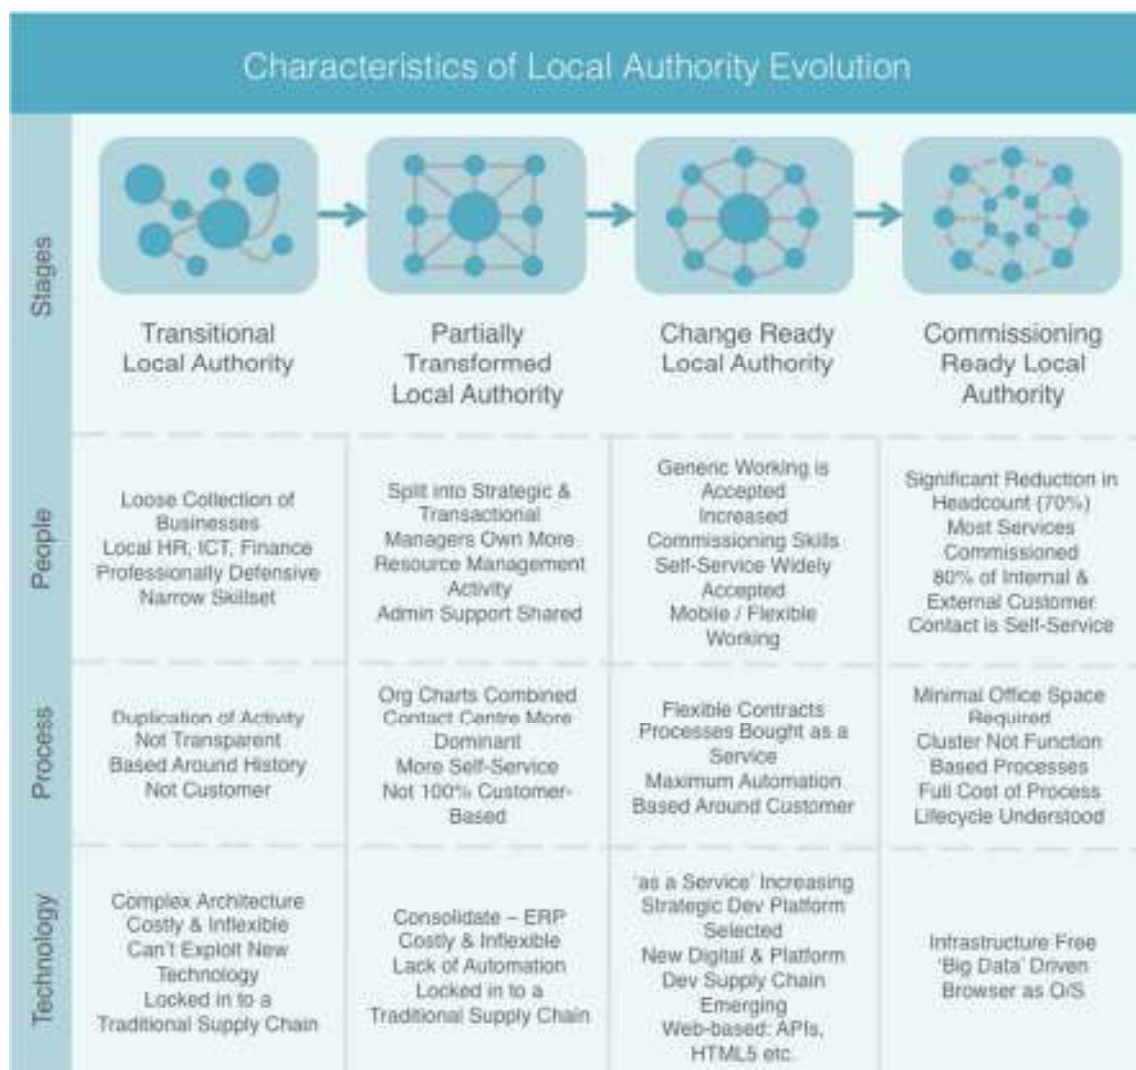 Characteristics of Local Authority Evolution
Stages
Transitional
Local Authority
Partially
Transformed
Local Authority
Change Ready
Local Authority
Commissioning
Ready Local
Authority
People
Loose Collection of
Businesses
Local HR, ICT, Finance
Professionally Defensive
Narrow Skillset
Split into Strategic &
Transactional
Managers Own More
Resource Management
Activity
Admin Support Shared
Generic Working is
Accepted
Increased
Commissioning Skills
Self-Service Widely
Accepted
Mobile / Flexible
Working
Significant Reduction in
Headcount (70%)
Most Services
Commissioned
80% of Internal &
External Customer
Contact is Self-Service
Process
Duplication of Activity
Not Transparent
Based Around History
Not Customer
Org Charts Combined
Contact Centre More
Dominant
More Self-Service
Not 100% Customer-
Based
Flexible Contracts
Processes Bought as a
Service
Maximum Automation
Based Around Customer
Minimal Office Space
Required
Cluster Not Function
Based Processes
Full Cost of Process
Lifecycle Understood
Technology
Complex Architecture
Costly & Inflexible
Can't Exploit New
Technology
Locked in to a
Traditional Supply Chain
Consolidate – ERP
Costly & Inflexible
Lack of Automation
Locked in to a
Traditional Supply Chain
'as a Service' Increasing
Strategic Dev Platform
Selected
New Digital & Platform
Dev Supply Chain
Emerging
Web-based: APIs,
HTML5 etc.
Infrastructure Free
'Big Data' Driven
Browser as O/S